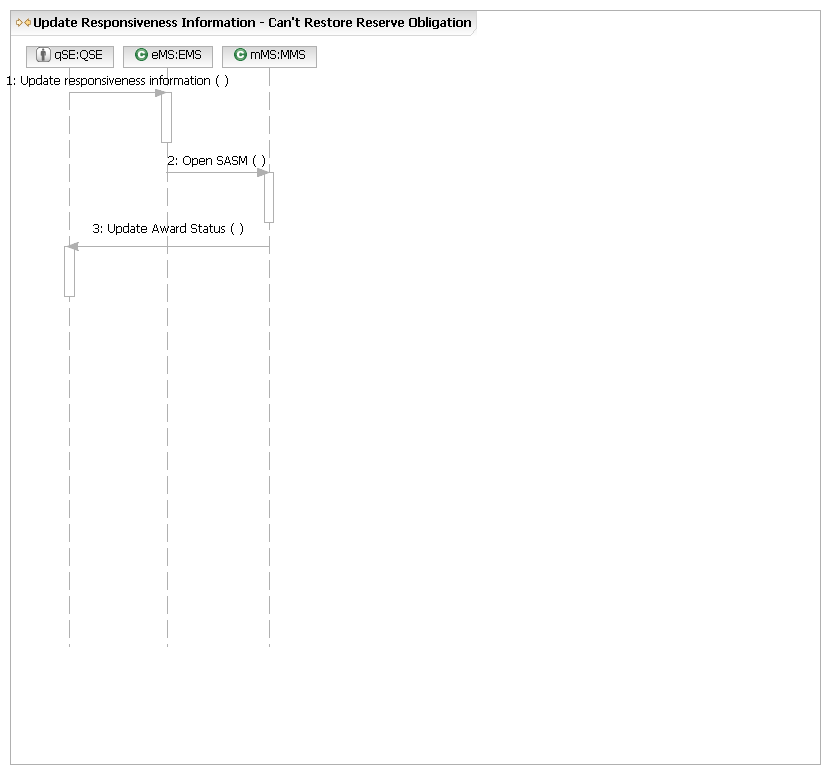 Update Responsiveness Information - Can't Restore Reserve Obligation
qSE:QSE
eMS:EMS
mMS:MMS
1: Update responsiveness information ( )
2: Open SASM ( )
3: Update Award Status ( )